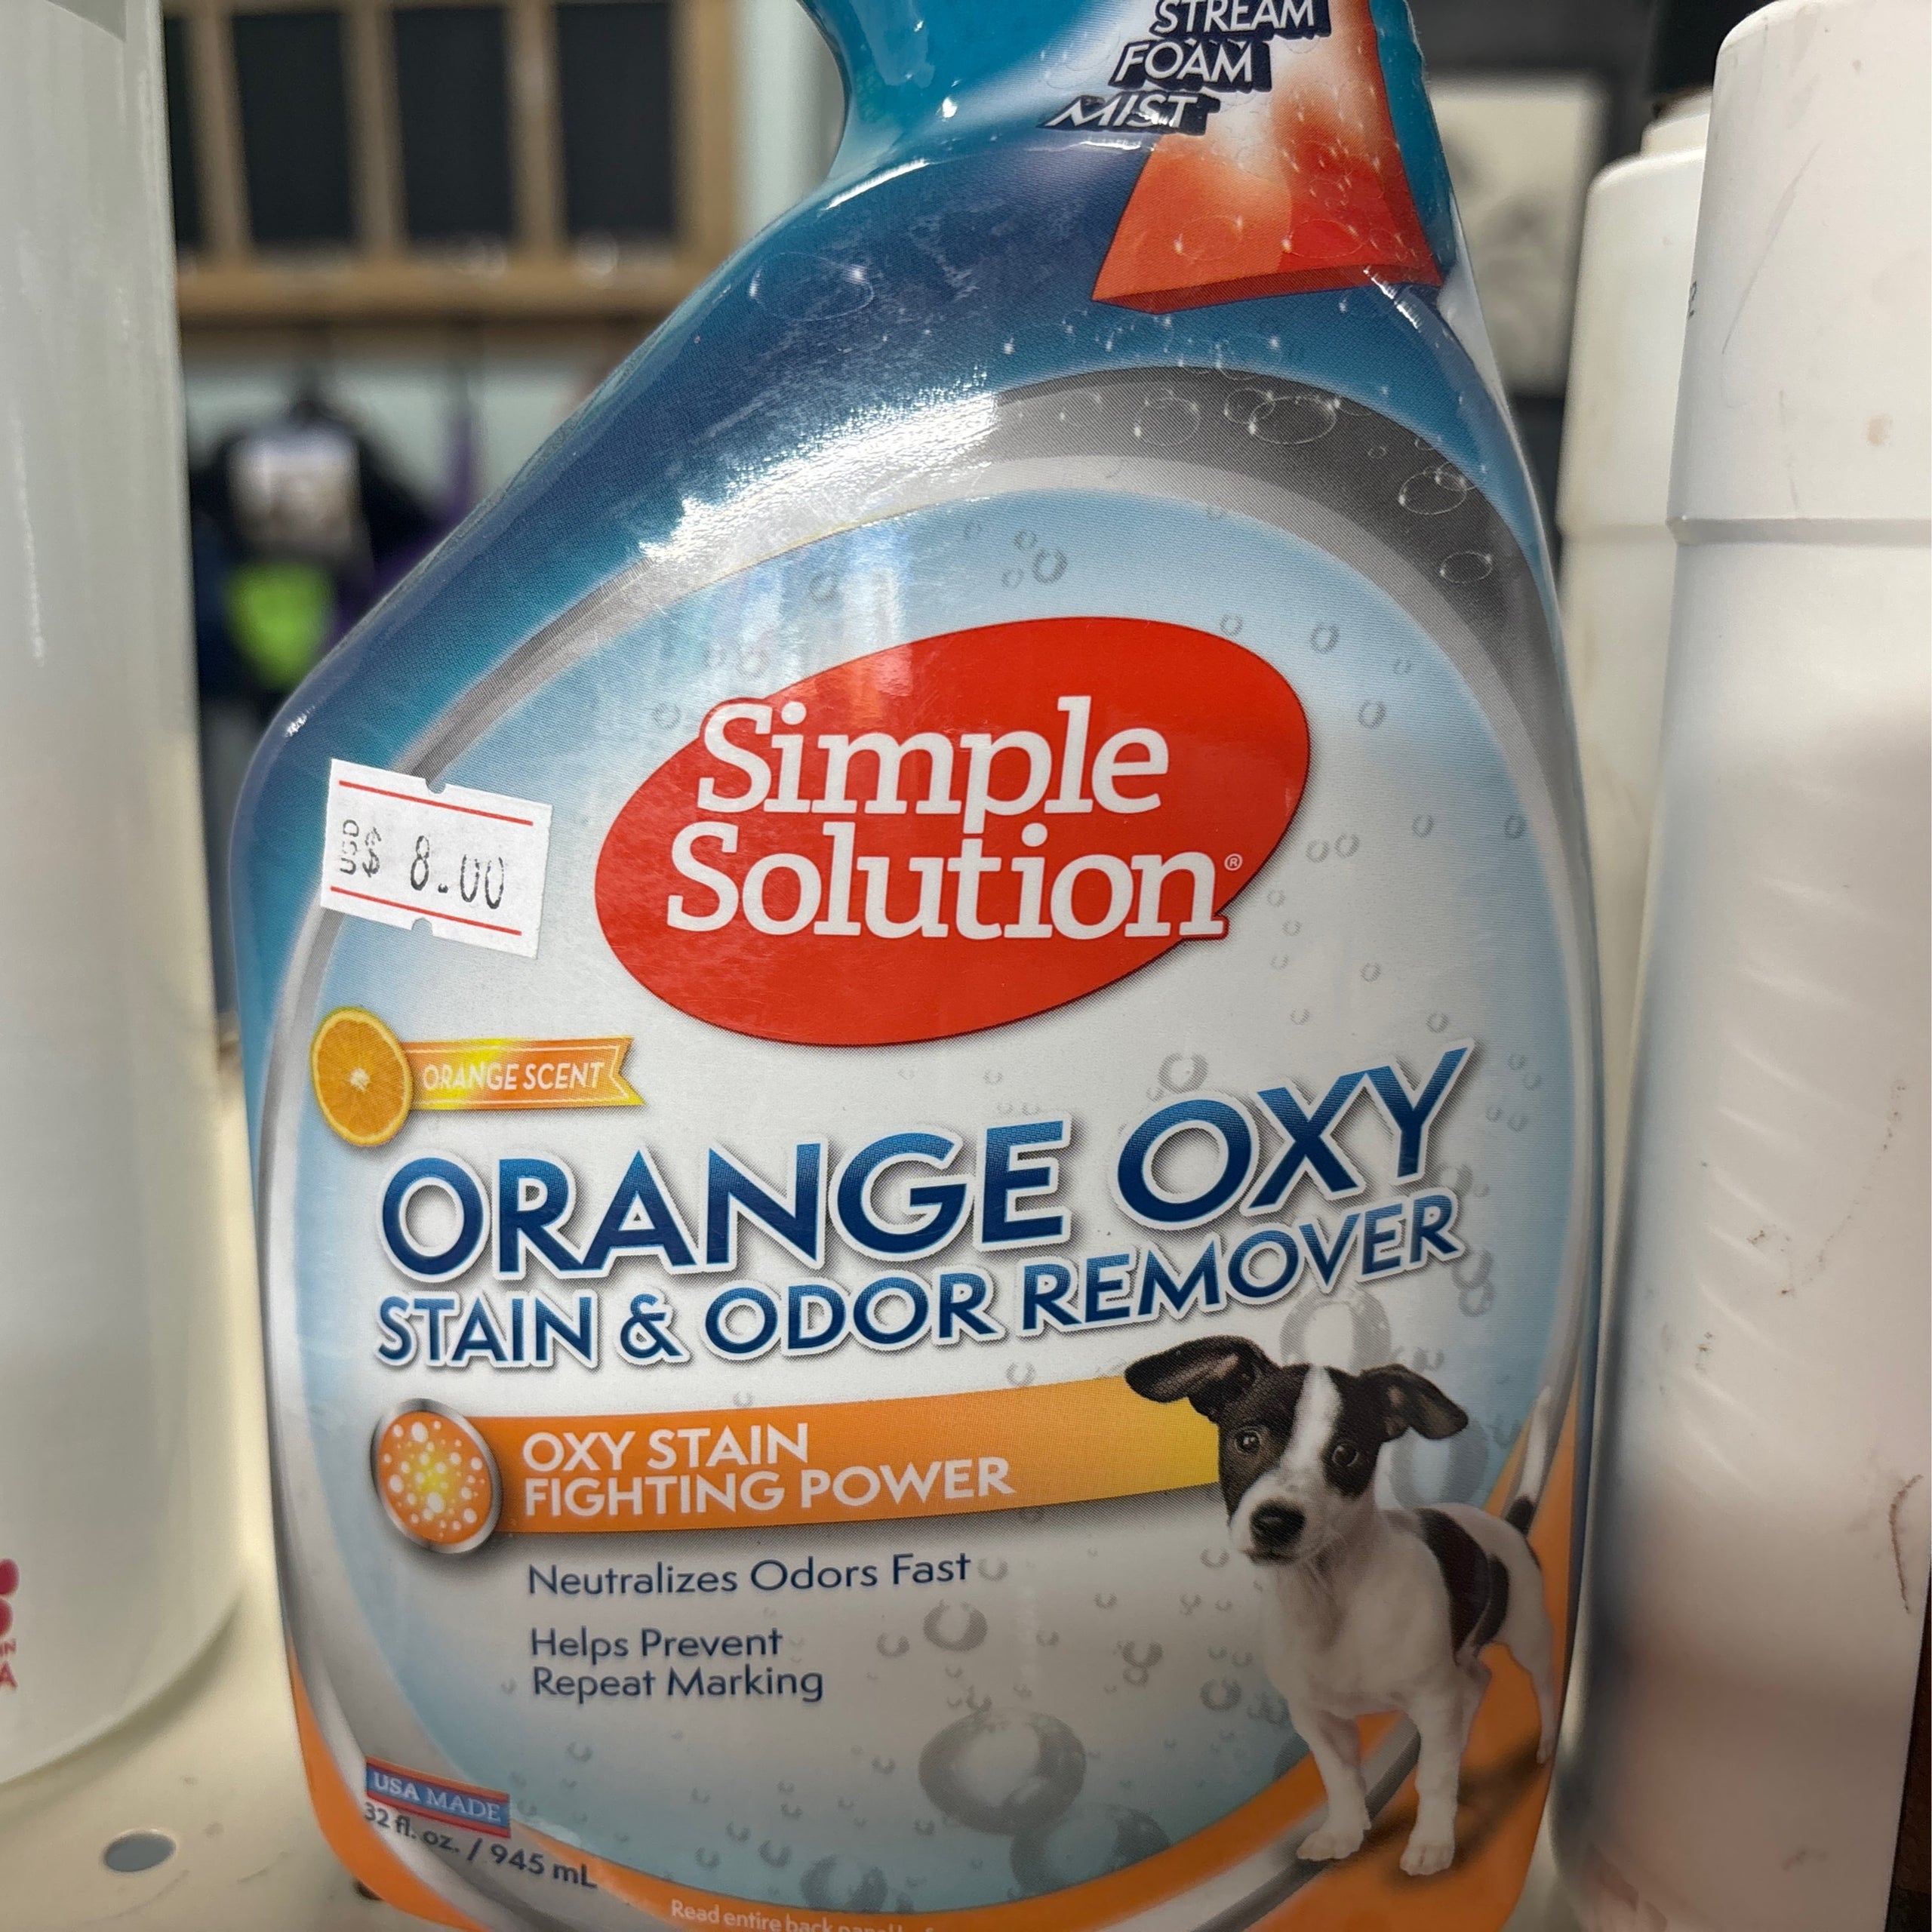 STREAM
FOAM
MIST
Simple
Solution®
USD
$ 8.00
ORANGE SCENT
ORANGE OXY
STAIN & ODOR REMOVER
OXY STAIN
FIGHTING POWER
Neutralizes Odors Fast
Helps Prevent
Repeat Marking
USA MADE
32 fl. oz. / 945 mL
Read entire back panel